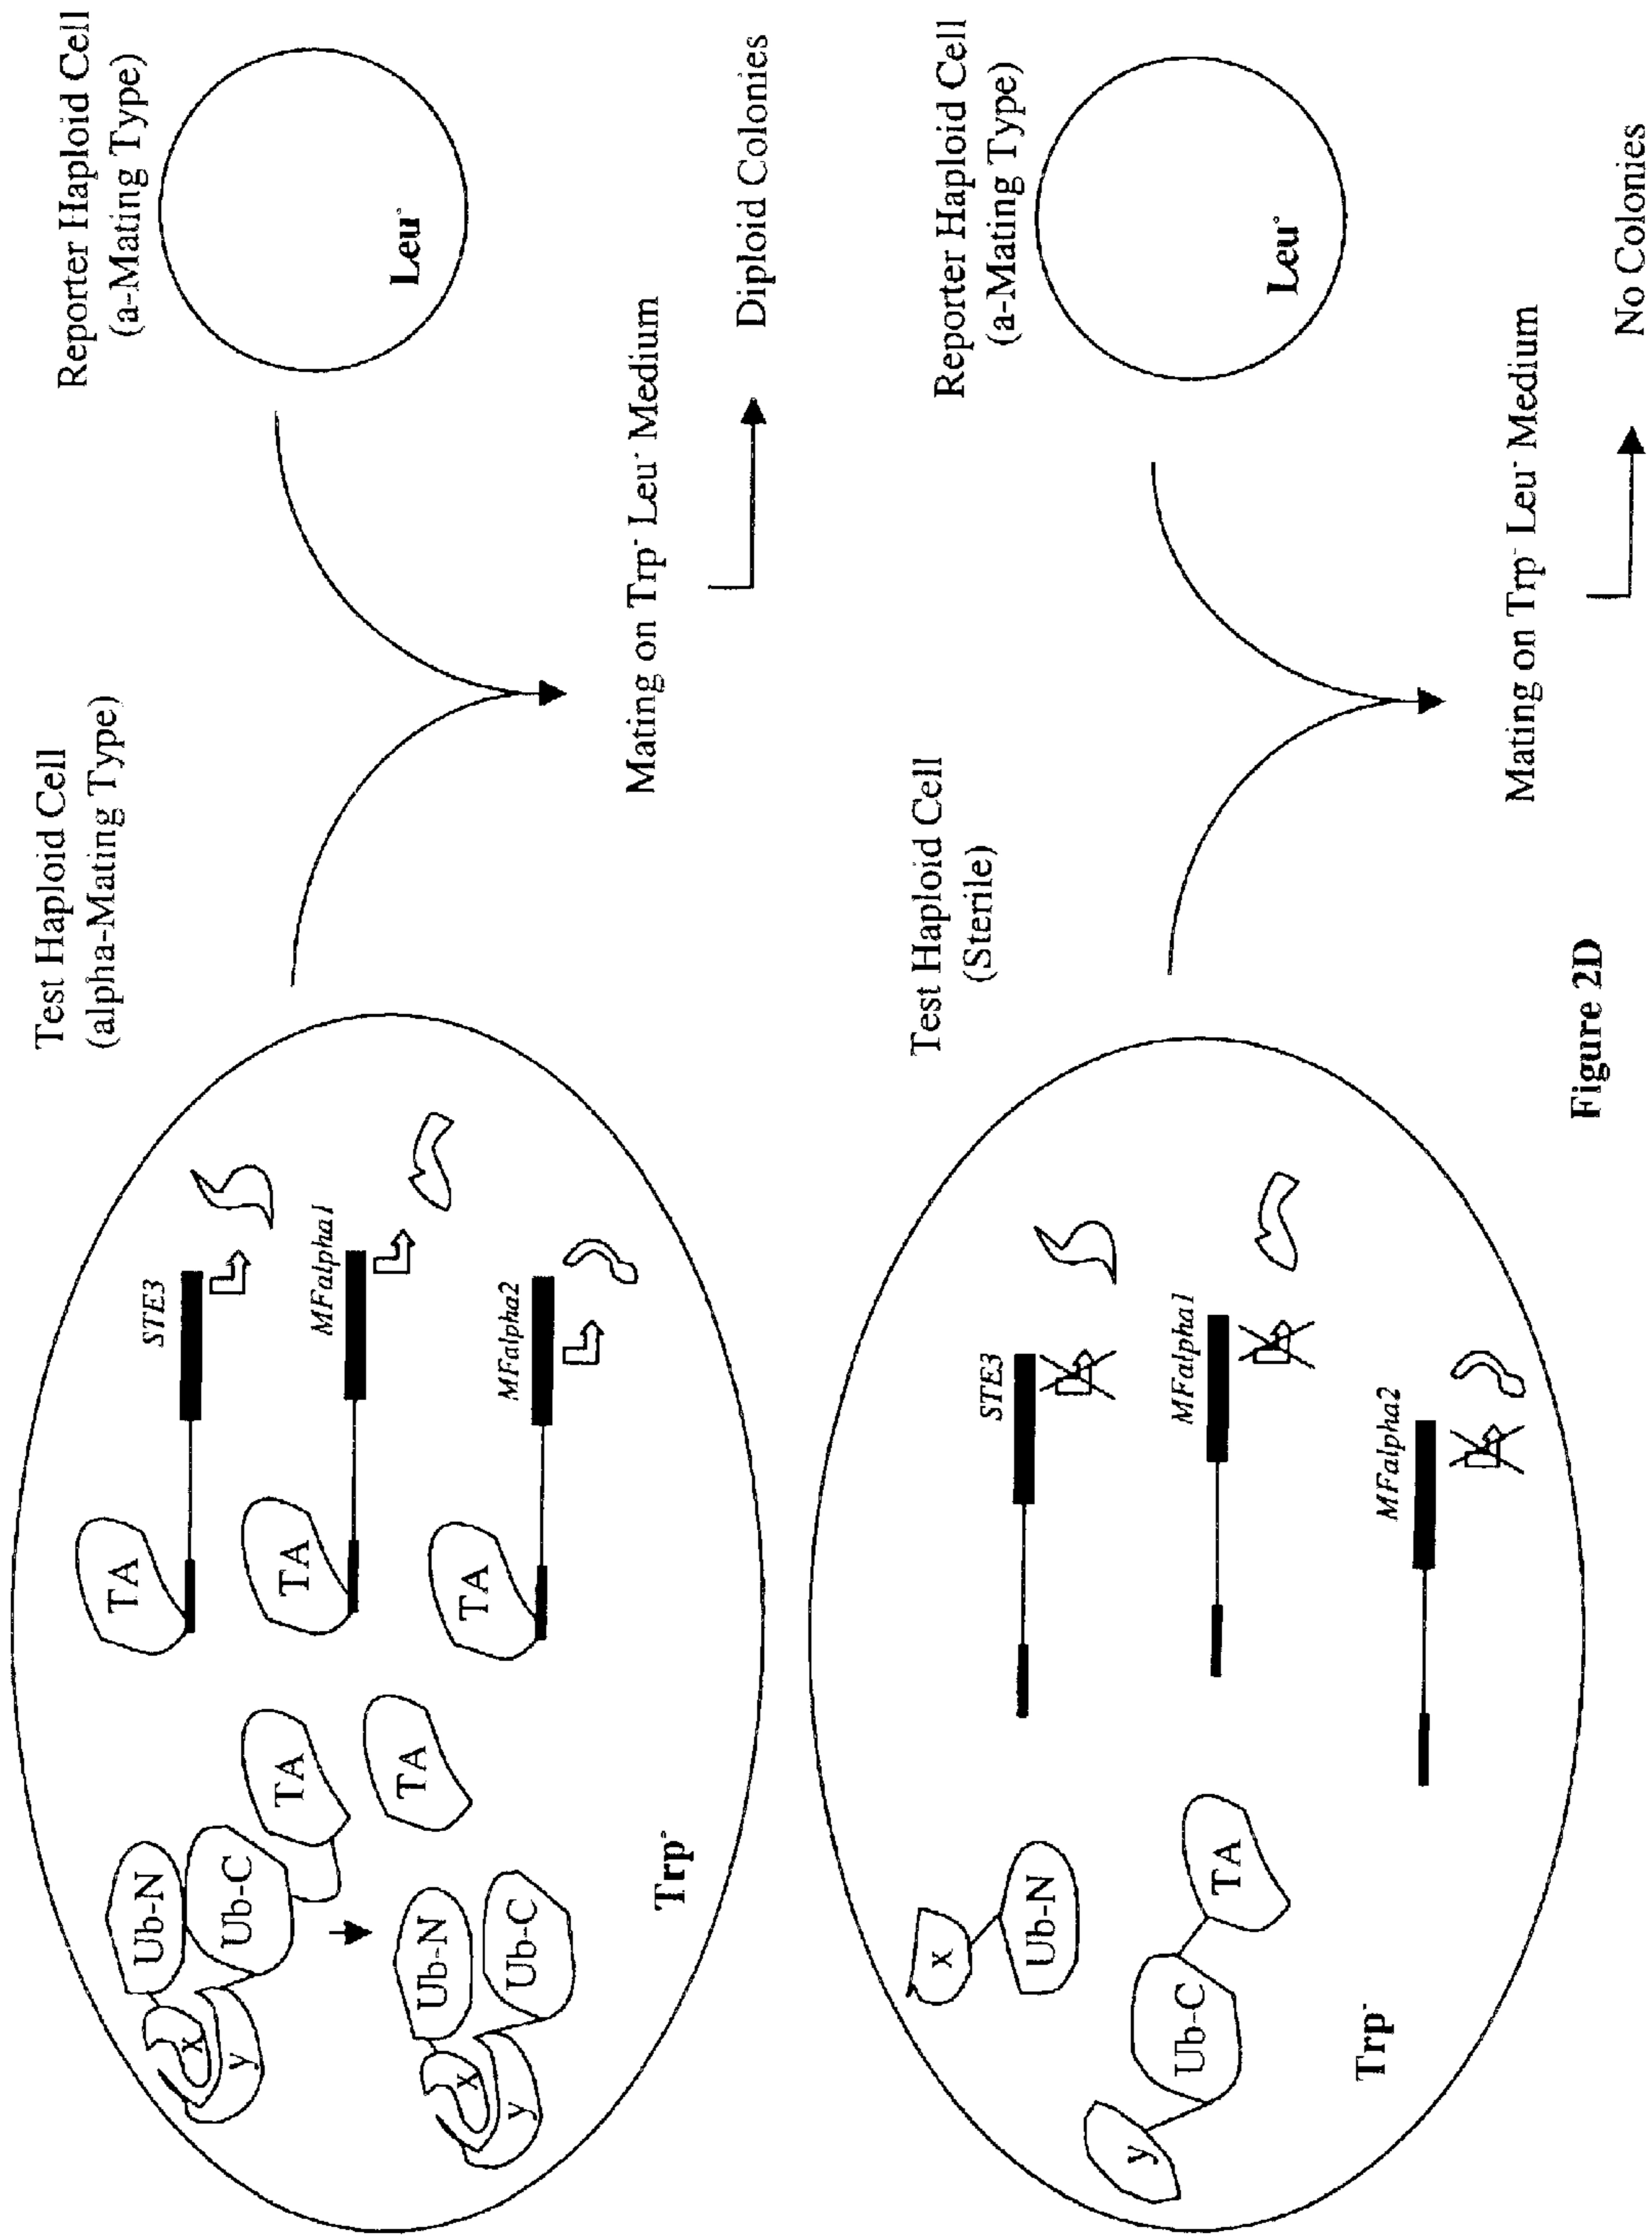 Test Haploid Cell
(alpha-Mating Type)
Reporter Haploid Cell
(a-Mating Type)
Ub-N
Ub-C
x
y
TA
TA
Ub-N
Ub-C
x
y
TA
STE3
TA
MFalpha1
TA
MFalpha2
Trp⁻
Leu⁻
Mating on Trp⁻ Leu⁻ Medium
Diploid Colonies
Test Haploid Cell
(Sterile)
Reporter Haploid Cell
(a-Mating Type)
x
Ub-N
y
Ub-C
TA
STE3
MFalpha1
MFalpha2
Trp⁻
Leu⁻
Mating on Trp⁻ Leu⁻ Medium
No Colonies
Figure 2D